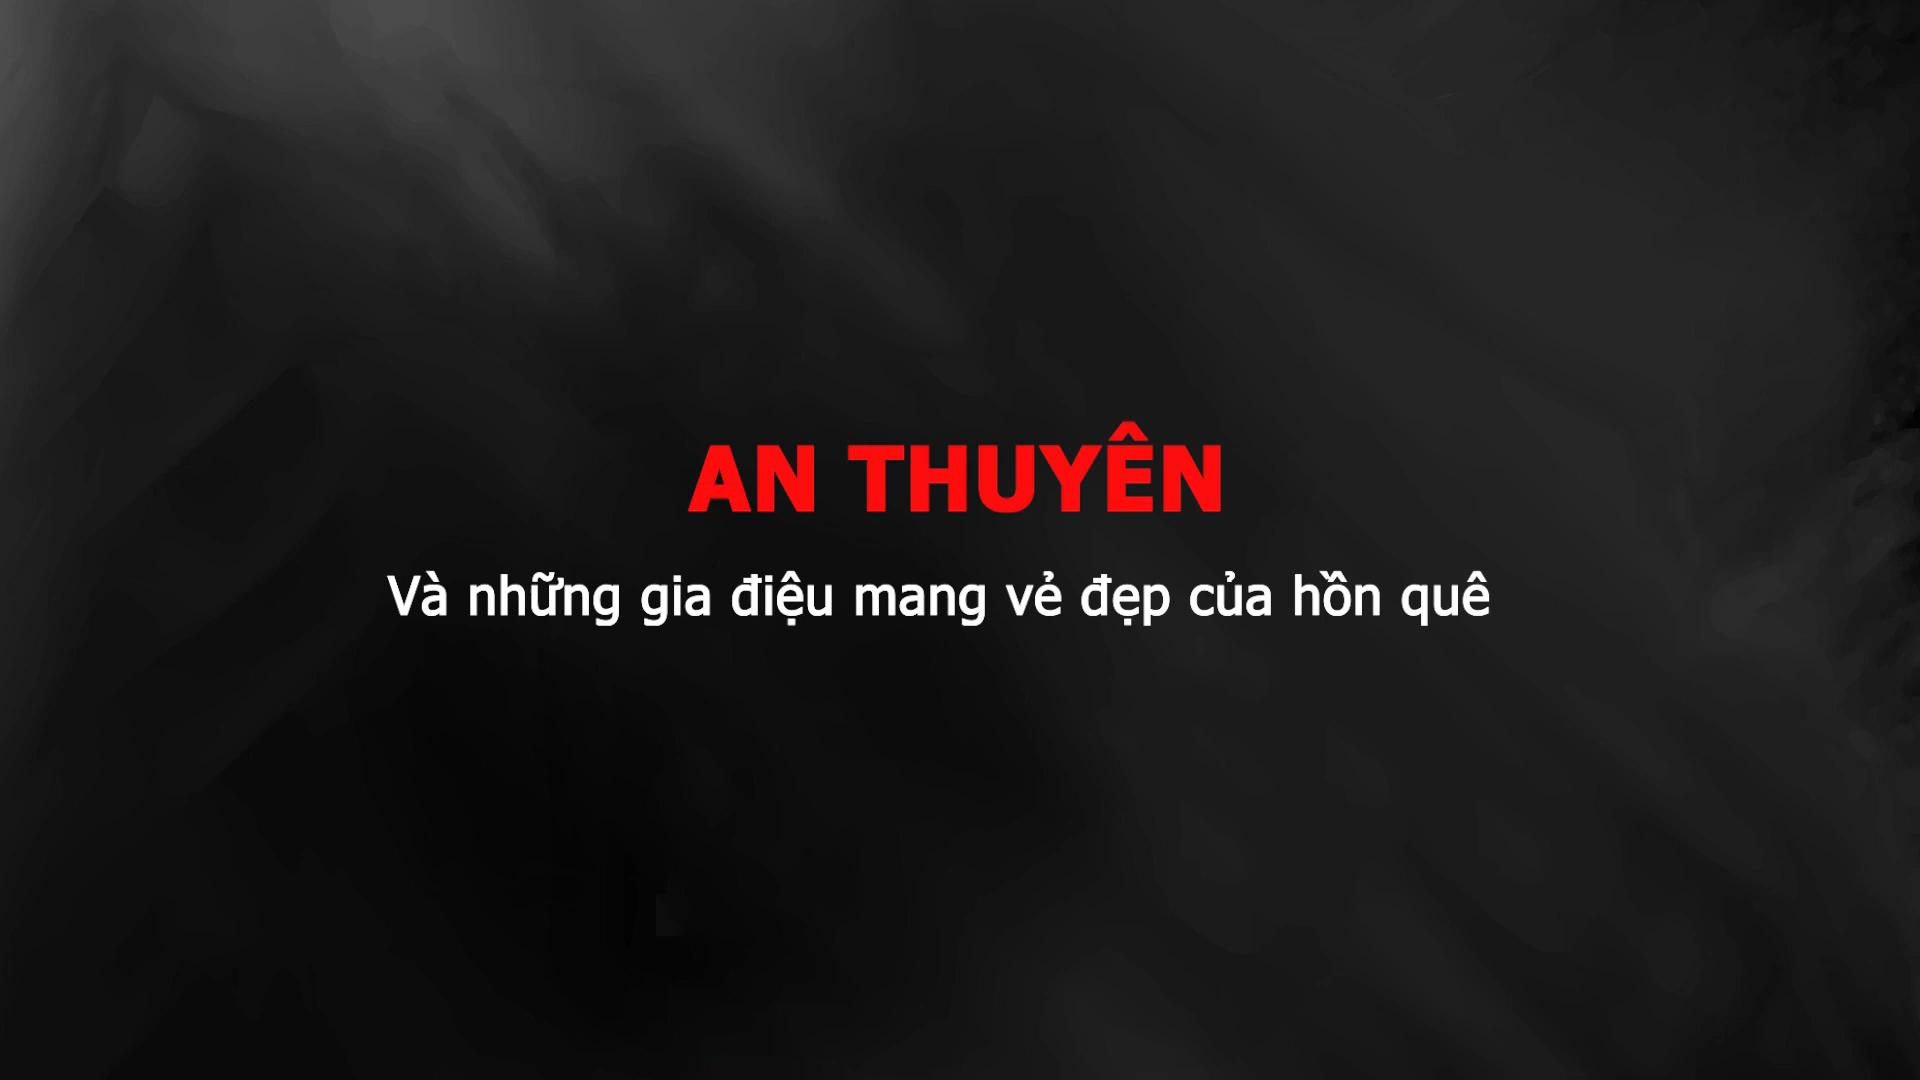 AN THUYÊN
Và những gia điệu mang vẻ đẹp của hồn quê